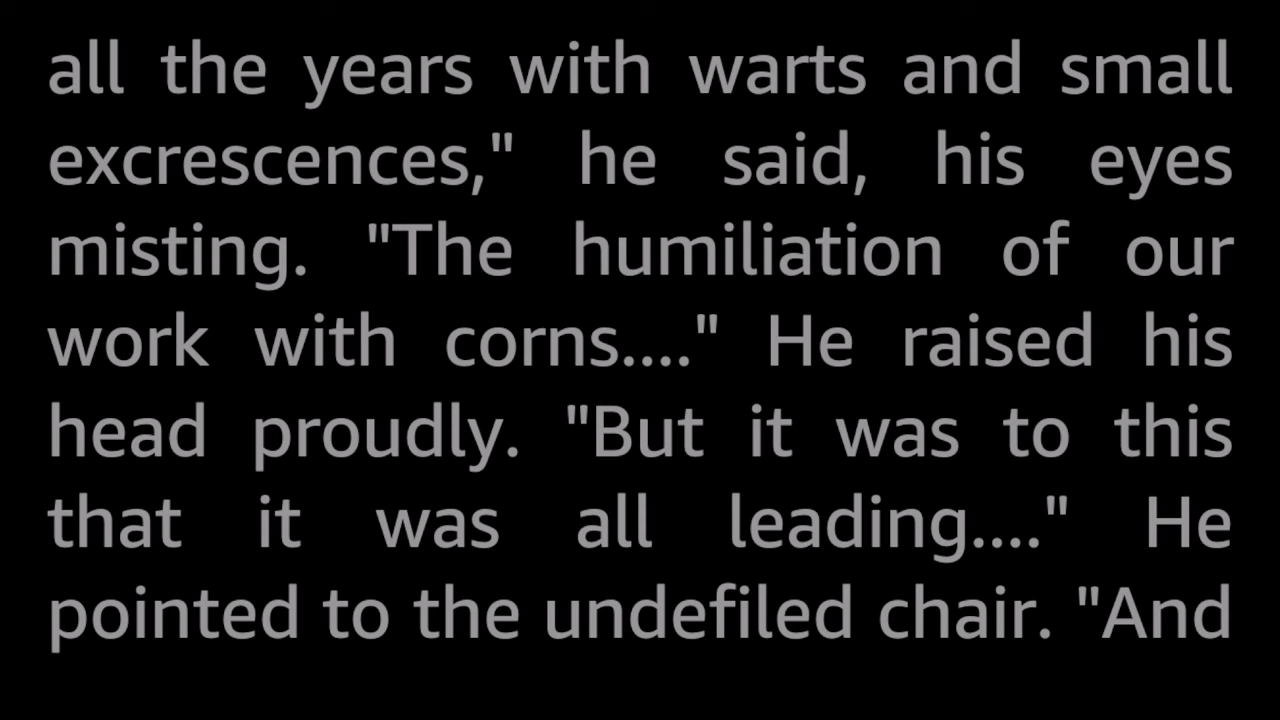 all the years with warts and small
excrescences," he said, his eyes
misting. "The humiliation of our
work with corns...." He raised his
head proudly. "But it was to this
that it was all leading...." He
pointed to the undefiled chair. "And